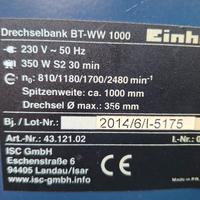 Drechselbank BT-WW 1000 Einh
230 V ~ 50 Hz
350 W S2 30 min
n₀: 810/1180/1700/2480 min⁻¹
Spitzenweite: ca. 1000 mm
Drechsel Ø max.: 356 mm
Bj./Lot-Nr.: 2014/6/I-5175
Art.-Nr.: 43.121.02 I.-Nr.:
ISC GmbH
Eschenstraße 6
94405 Landau/Isar
www.isc-gmbh.info